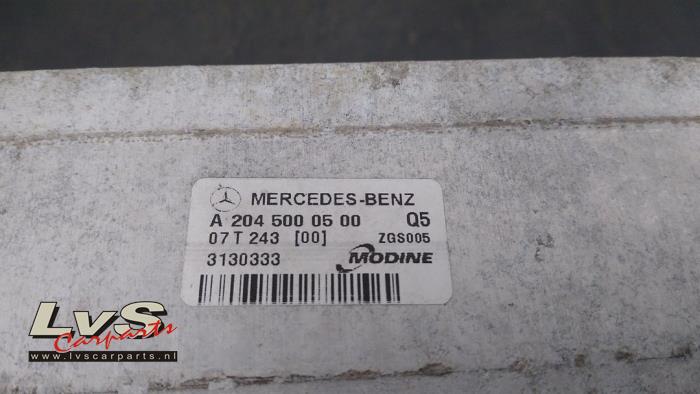 MERCEDES-BENZ
A 204 500 05 00 Q5
07 T 243 [00] ZGS005
3130333 MODINE
LvS
Carparts
www.lvscarparts.nl